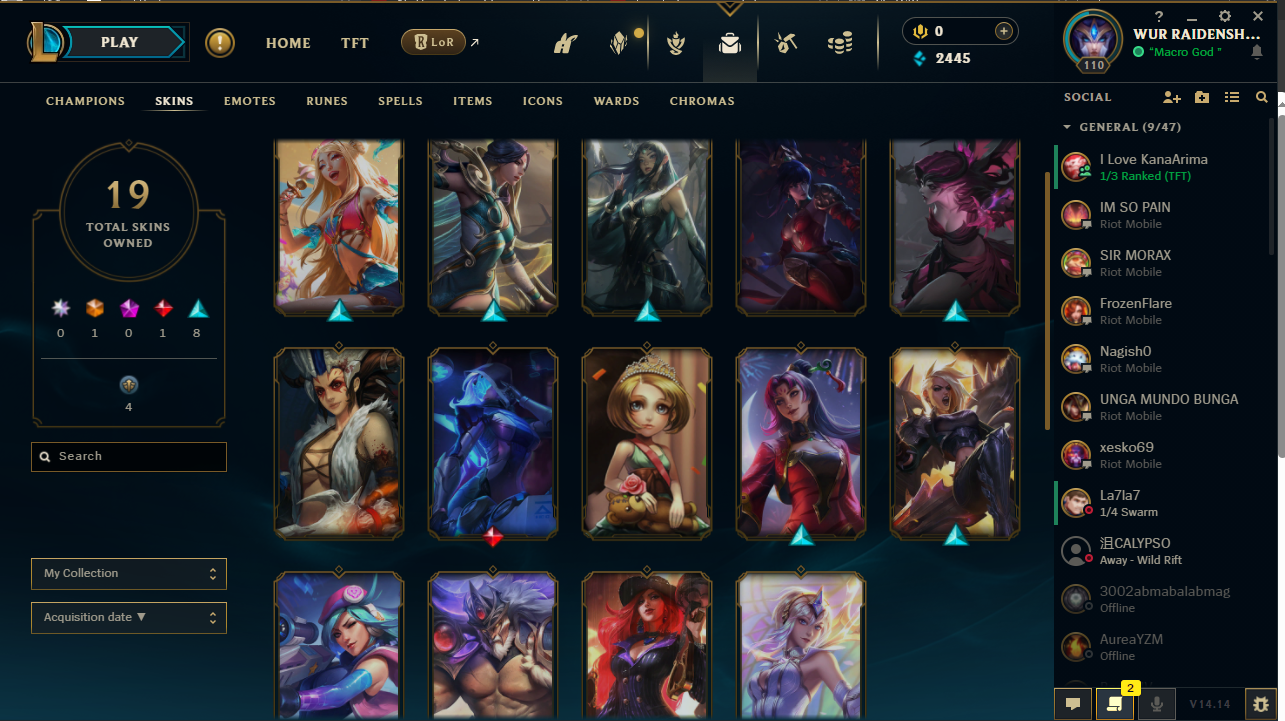 PLAY
HOME
TFT
LoR
0
2445
?
WUR RAIDENSH...
"Macro God "
110
CHAMPIONS
SKINS
EMOTES
RUNES
SPELLS
ITEMS
ICONS
WARDS
CHROMAS
19
TOTAL SKINS
OWNED
0 1 0 1 8
4
Search
My Collection
Acquisition date ▼
SOCIAL
GENERAL (9/47)
I Love KanaArima
1/3 Ranked (TFT)
IM SO PAIN
Riot Mobile
SIR MORAX
Riot Mobile
FrozenFlare
Riot Mobile
Nagish0
Riot Mobile
UNGA MUNDO BUNGA
Riot Mobile
xesko69
Riot Mobile
La7la7
1/4 Swarm
沮CALYPSO
Away - Wild Rift
3002abmabalabmag
Offline
AureaYZM
Offline
2
V14.14